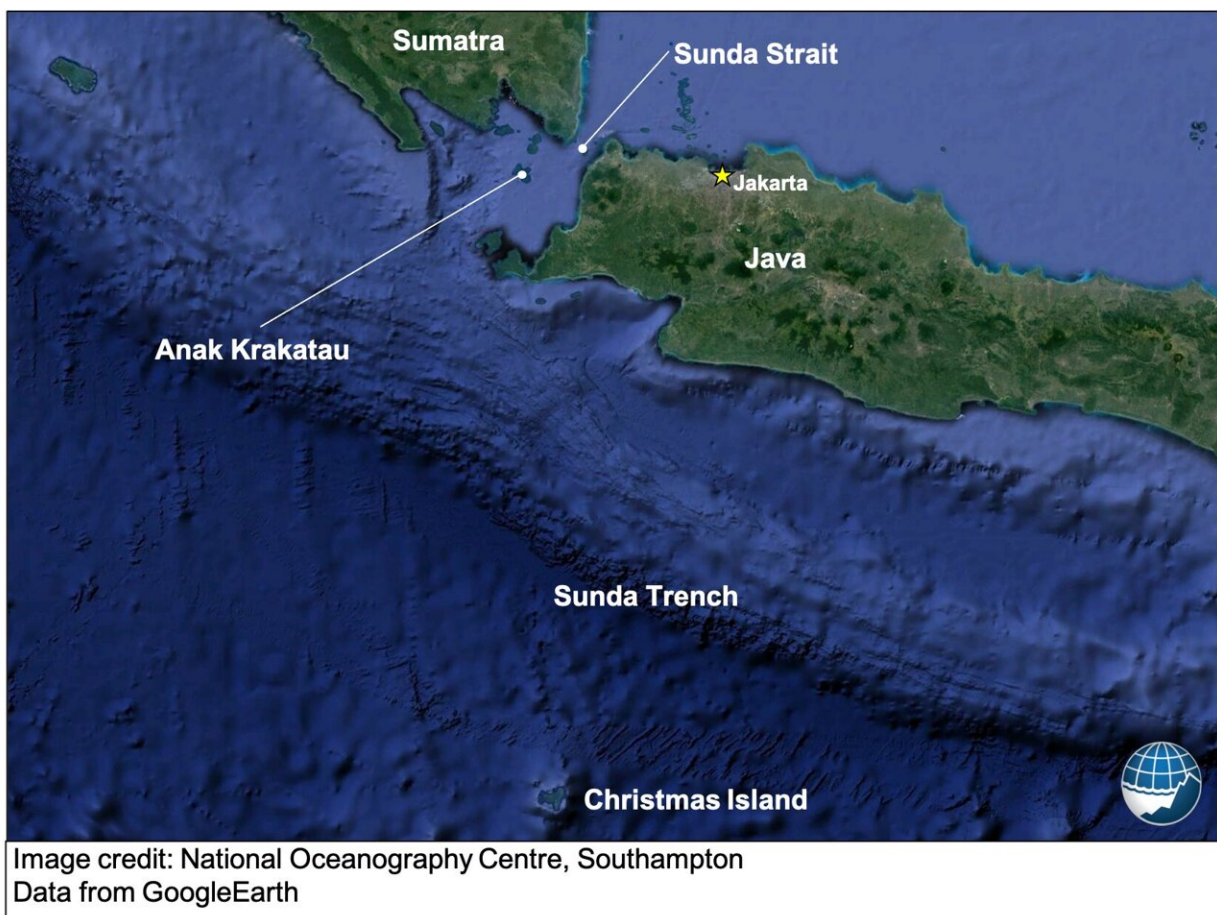 Sumatra
Sunda Strait
Jakarta
Java
Anak Krakatau
Sunda Trench
Christmas Island
Image credit: National Oceanography Centre, Southampton
Data from GoogleEarth